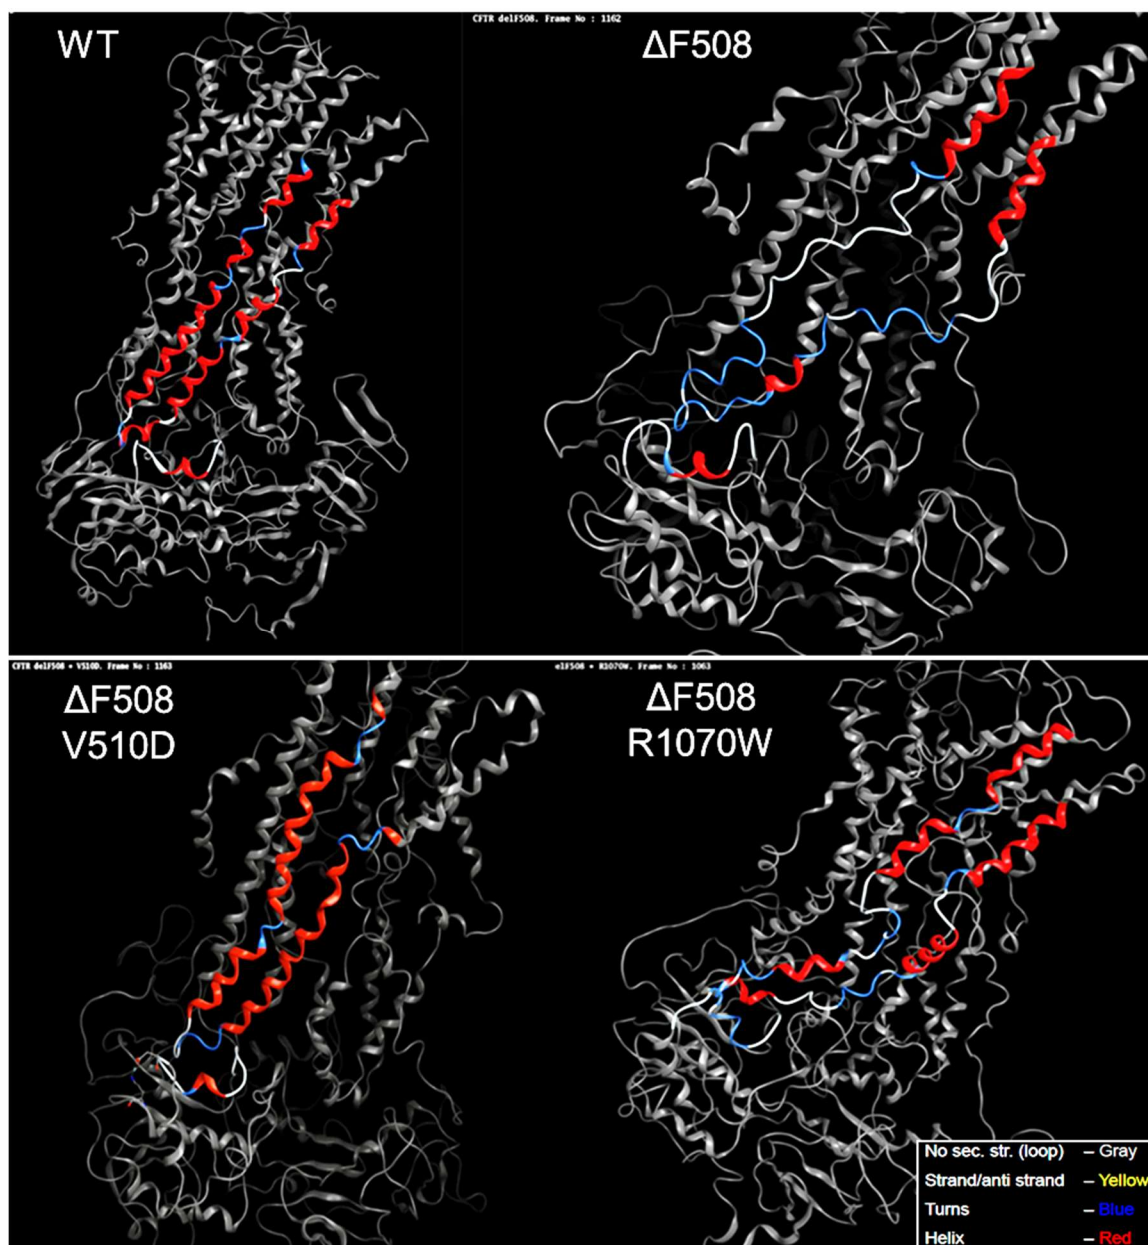 CFTR delF508. Frame No : 1162
WT
ΔF508
CFTR delF508 + V510D. Frame No : 1163
elF508 + R1070W. Frame No : 1063
ΔF508
V510D
ΔF508
R1070W
No sec. str. (loop) – Gray
Strand/anti strand – Yellow
Turns – Blue
Helix – Red